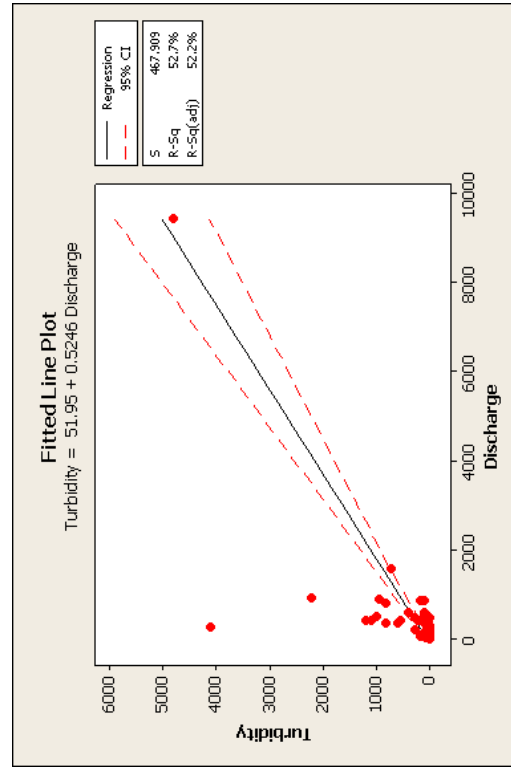 Fitted Line Plot
Turbidity = 51.95 + 0.5246 Discharge
Regression
95% CI
S 467.909
R-Sq 52.7%
R-Sq(adj) 52.2%
6000
5000
4000
3000
2000
1000
0
Turbidity
0
2000
4000
6000
8000
10000
Discharge